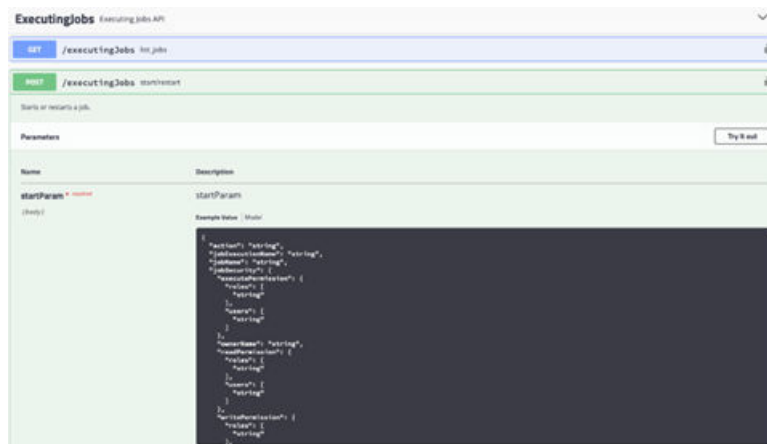 ExecutingJobs Executing Jobs API
GET /executingJobs list jobs
POST /executingJobs start/restart
Starts or restarts a job.
Parameters
Try it out
Name Description
startParam * required startParam
(body)
Example Value | Model
{
"action": "string",
"jobExecutionName": "string",
"jobName": "string",
"jobSecurity": {
"executePermission": {
"roles": [
"string"
],
"users": [
"string"
]
},
"ownerName": "string",
"readPermission": {
"roles": [
"string"
],
"users": [
"string"
]
},
"writePermission": {
"roles": [
"string"
],